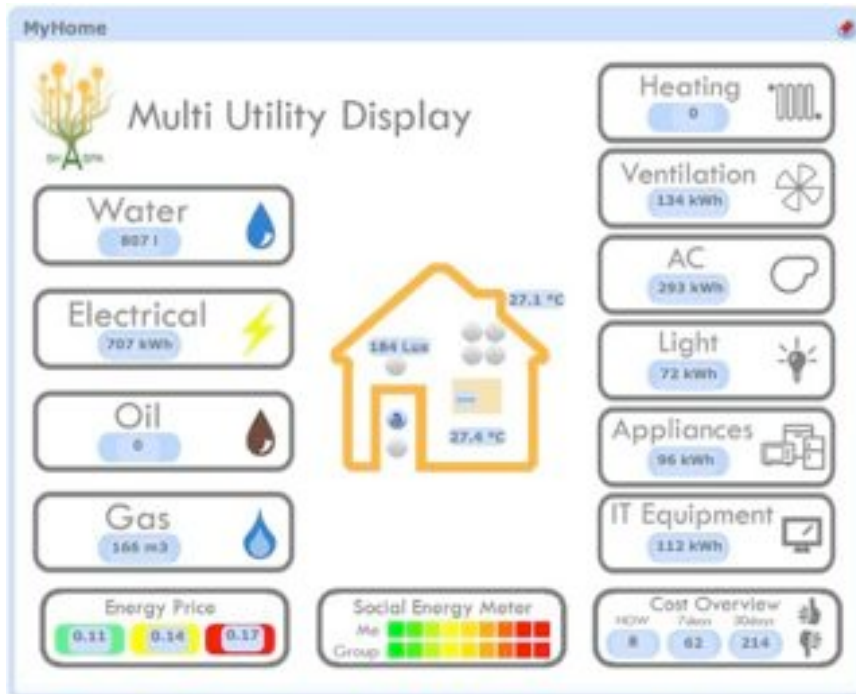 MyHome
Multi Utility Display
SHASPA
Water
807 l
Electrical
707 kWh
Oil
0
Gas
166 m3
27.1 °C
184 Lux
27.4 °C
Heating
0
Ventilation
134 kWh
AC
293 kWh
Light
72 kWh
Appliances
96 kWh
IT Equipment
112 kWh
Energy Price
0.11 0.14 0.17
Social Energy Meter
Me
Group
Cost Overview
NOW 7days 30days
8 62 214